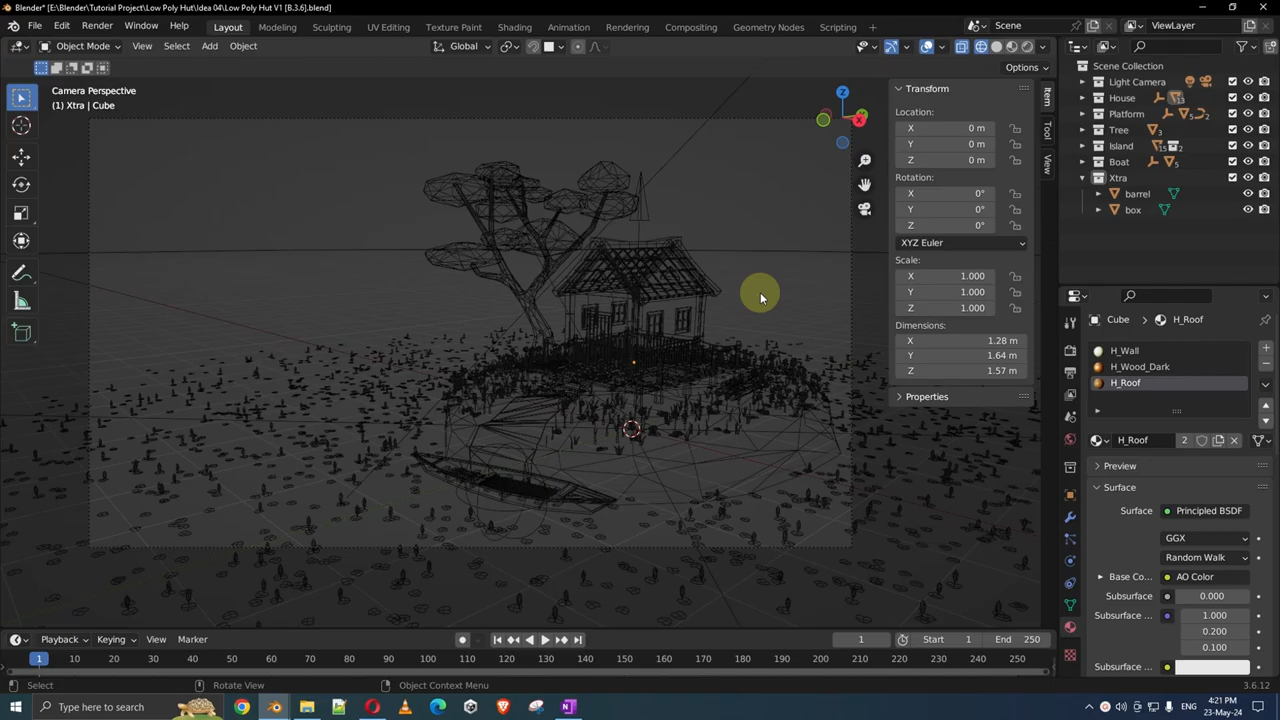 Blender* [E:\Blender\Tutorial Project\Idea 04\Low Poly Hut\Low Poly Hut V1 [B.3.6].blend]
File Edit Render Window Help Layout Modeling Sculpting UV Editing Texture Paint Shading Animation Rendering Compositing Geometry Nodes Scripting + Scene ViewLayer
Object Mode View Select Add Object Global
Options
Camera Perspective
(1) Xtra | Cube
Z
X
Transform
Location:
X 0 m
Y 0 m
Z 0 m
Rotation:
X 0°
Y 0°
Z 0°
XYZ Euler
Scale:
X 1.000
Y 1.000
Z 1.000
Dimensions:
X 1.28 m
Y 1.64 m
Z 1.57 m
Properties
Item
Tool
View
Scene Collection
Light Camera
House 13
Platform 5 2
Tree 3
Island 15 2
Boat 5
Xtra
barrel
box
Cube H_Roof
H_Wall
H_Wood_Dark
H_Roof
H_Roof 2
Preview
Surface
Surface Principled BSDF
GGX
Random Walk
Base Co... AO Color
Subsurface 0.000
Subsurface... 1.000
0.200
0.100
Subsurface...
Playback Keying View Marker 1 Start 1 End 250
1 10 20 30 40 50 60 70 80 90 100 110 120 130 140 150 160 170 180 190 200 210 220 230 240 250
Select Rotate View Object Context Menu 3.6.12
Type here to search
4:21 PM
23-May-24